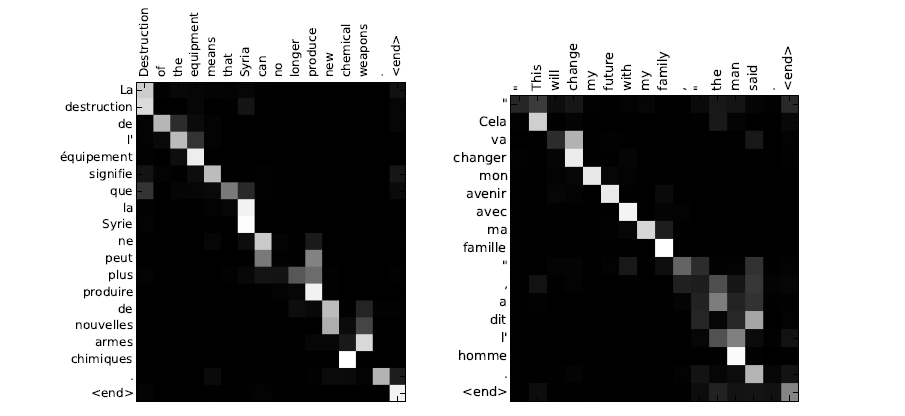 Destruction of the equipment means that Syria can no longer produce new chemical weapons . <end>
La
destruction
de
l'
équipement
signifie
que
la
Syrie
ne
peut
plus
produire
de
nouvelles
armes
chimiques
.
<end>
" This will change my future with my family , " the man said . <end>
"
Cela
va
changer
mon
avenir
avec
ma
famille
"
,
a
dit
l'
homme
.
<end>